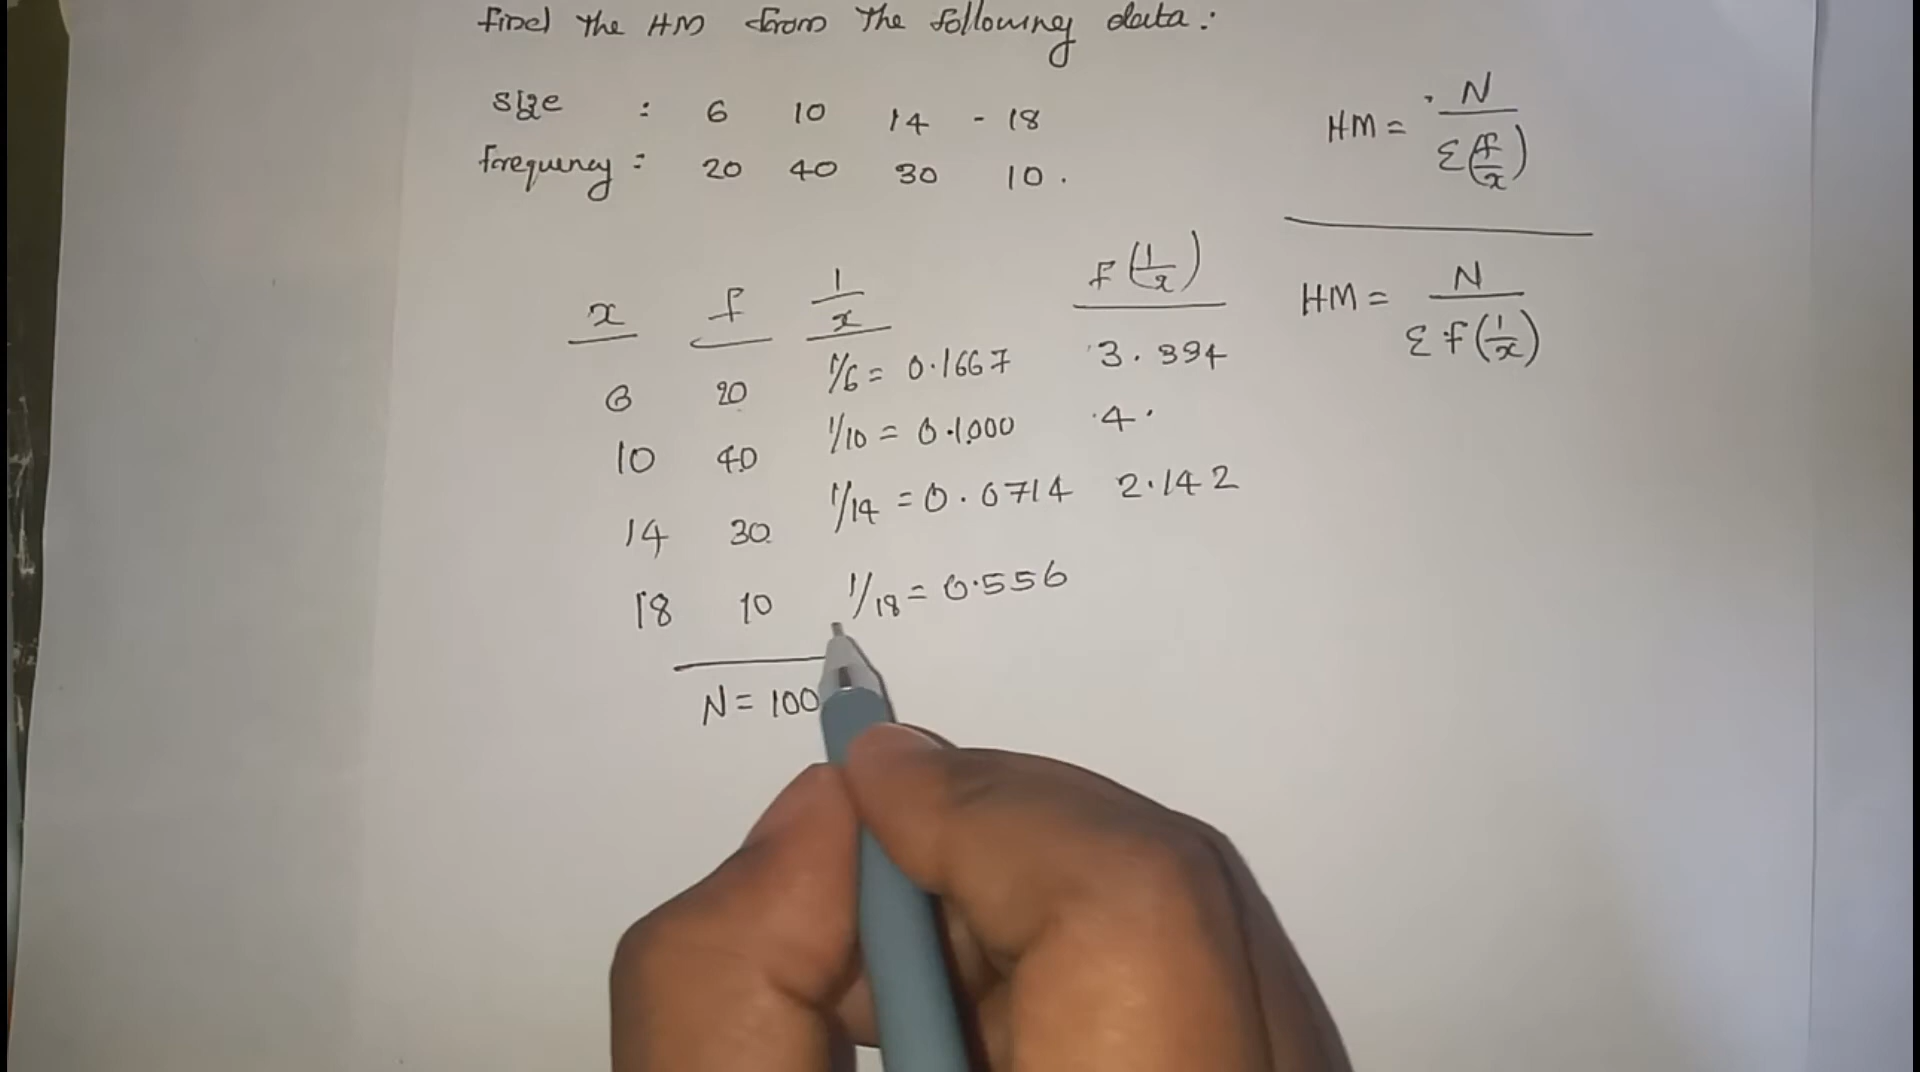 find the HM from the following data:
size : 6 10 14 - 18
frequency : 20 40 30 10.
HM = N / Σ(f/x)
HM = N / Σ f(1/x)
x f 1/x f(1/x)
6 20 1/6 = 0.1667 3.334
10 40 1/10 = 0.1000 4.
14 30 1/14 = 0.0714 2.142
18 10 1/18 = 0.556
N = 100